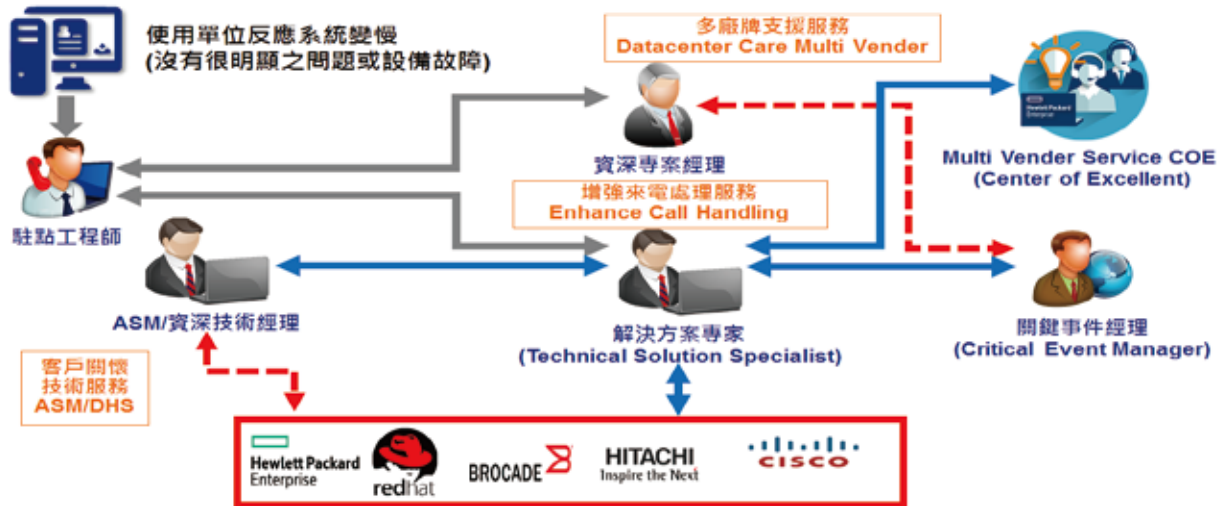 使用單位反應系統變慢
(沒有很明顯之問題或設備故障)
多廠牌支援服務
Datacenter Care Multi Vender
Hewlett Packard
Enterprise
資深專案經理
Multi Vender Service COE
(Center of Excellent)
增強來電處理服務
Enhance Call Handling
駐點工程師
ASM/資深技術經理
解決方案專家
(Technical Solution Specialist)
關鍵事件經理
(Critical Event Manager)
客戶關懷
技術服務
ASM/DHS
Hewlett Packard
Enterprise
redhat
BROCADE
HITACHI
Inspire the Next
CISCO